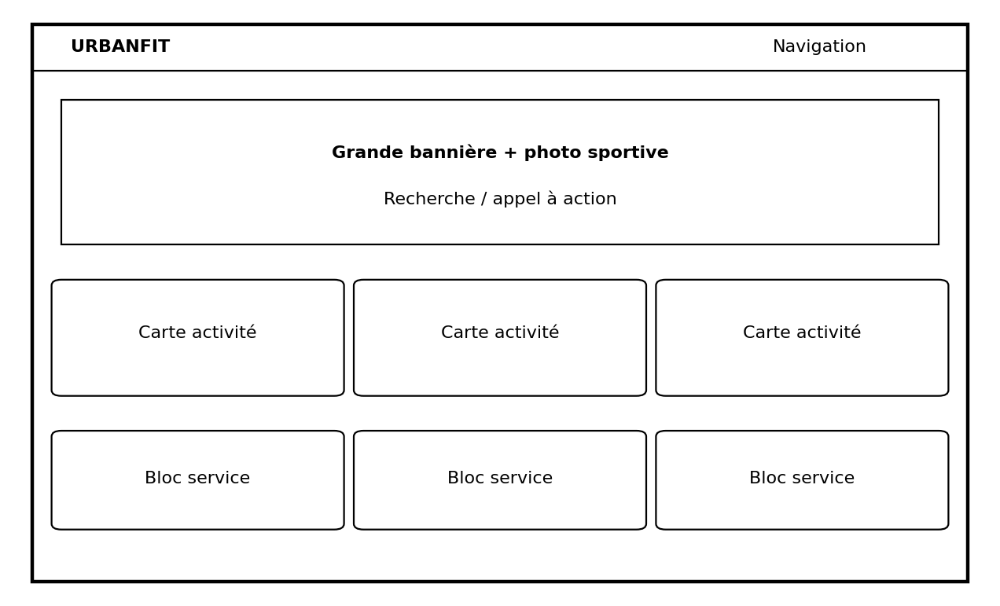 URBANFIT
Navigation
Grande bannière + photo sportive
Recherche / appel à action
Carte activité
Carte activité
Carte activité
Bloc service
Bloc service
Bloc service